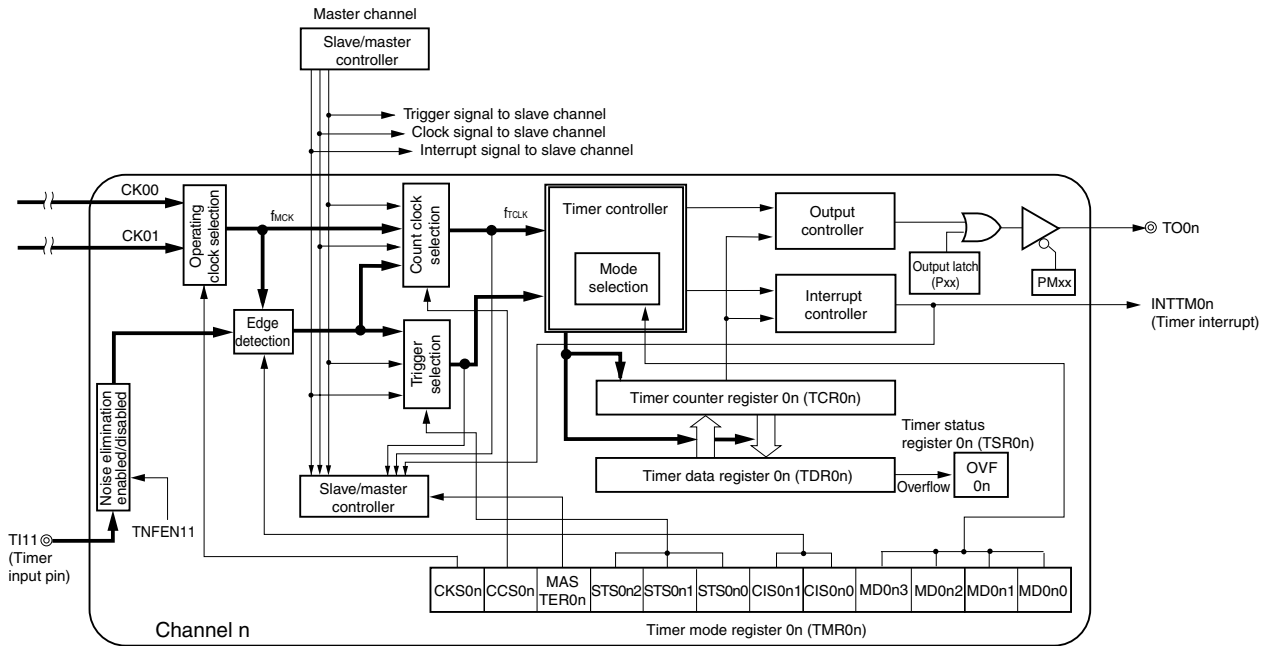 Master channel
Slave/master
controller
Trigger signal to slave channel
Clock signal to slave channel
Interrupt signal to slave channel
CK00
CK01
Operating
clock selection
fMCK
Count clock
selection
fTCLK
Timer controller
Mode
selection
Output
controller
Output latch
(Pxx)
PMxx
TO0n
Interrupt
controller
INTTM0n
(Timer interrupt)
Edge
detection
Trigger
selection
Noise elimination
enabled/disabled
TNFEN11
TI11
(Timer
input pin)
Slave/master
controller
Timer counter register 0n (TCR0n)
Timer data register 0n (TDR0n)
Timer status
register 0n (TSR0n)
Overflow
OVF
0n
CKS0n
CCS0n
MAS
TER0n
STS0n2
STS0n1
STS0n0
CIS0n1
CIS0n0
MD0n3
MD0n2
MD0n1
MD0n0
Channel n
Timer mode register 0n (TMR0n)